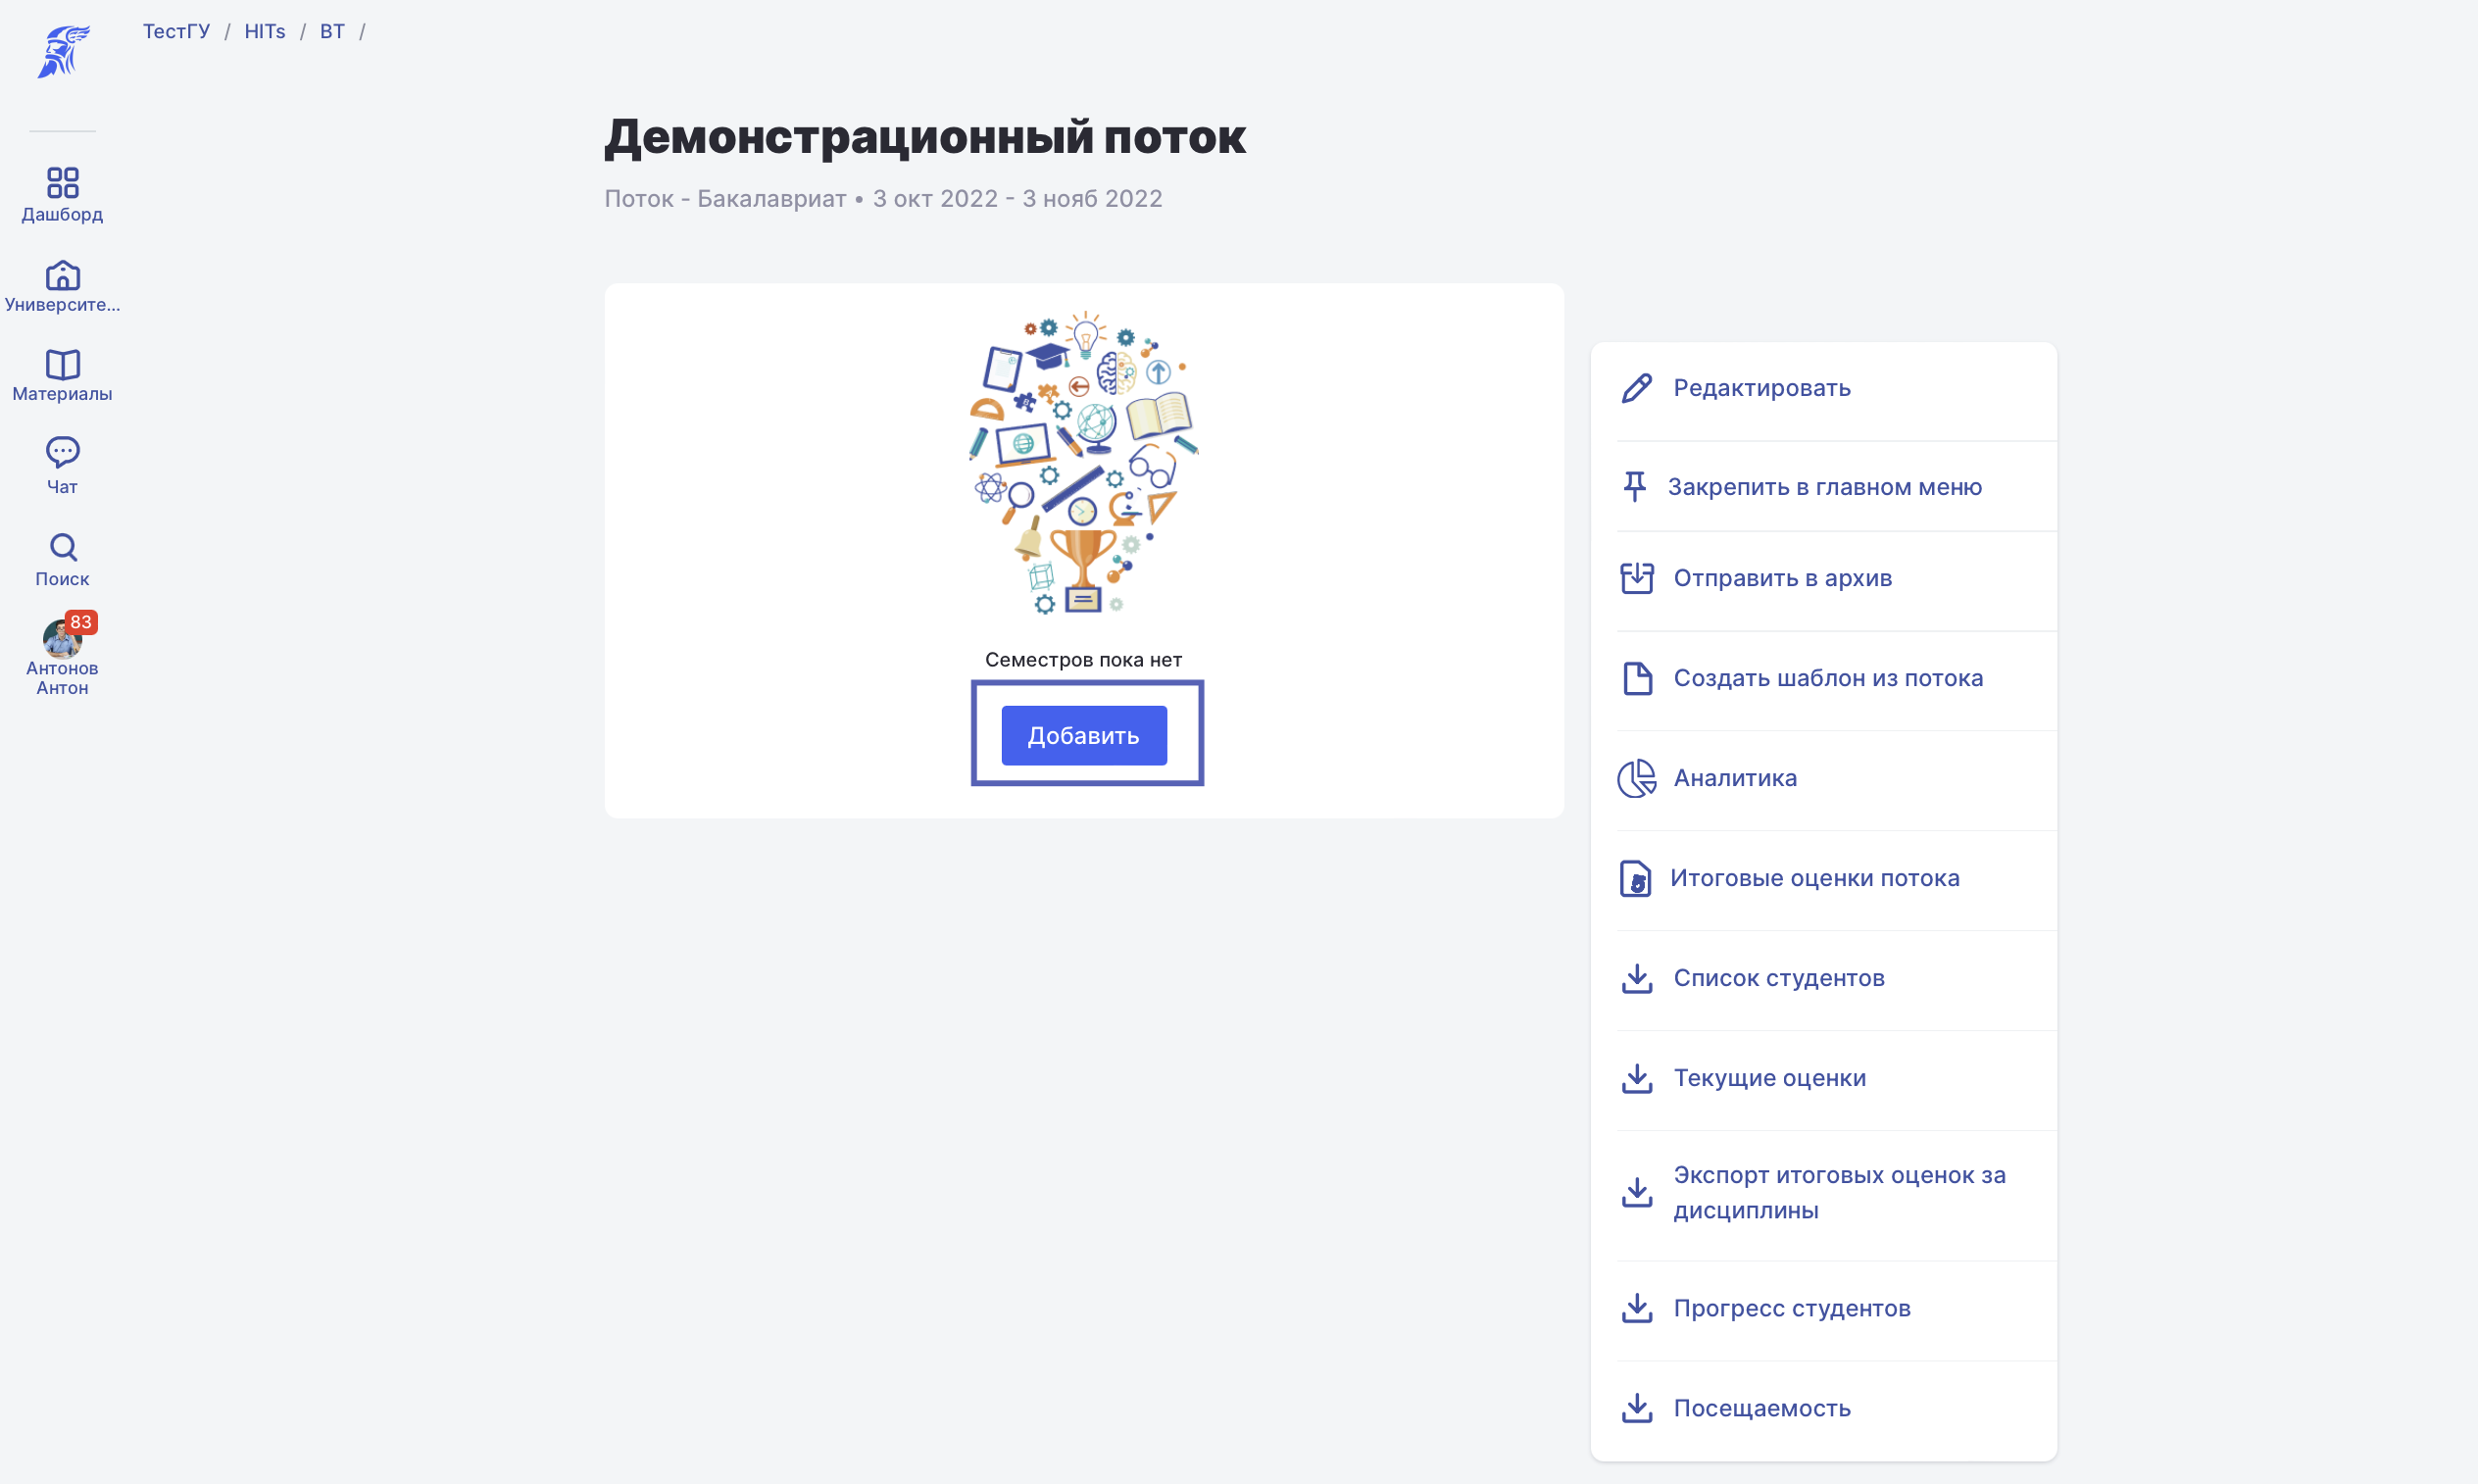 ТестГУ / HITs / ВТ /
Дашборд
Университе...
Материалы
Чат
Поиск
83
Антонов
Антон
Демонстрационный поток
Поток - Бакалавриат • 3 окт 2022 - 3 нояб 2022
Семестров пока нет
Добавить
Редактировать
Закрепить в главном меню
Отправить в архив
Создать шаблон из потока
Аналитика
5
Итоговые оценки потока
Список студентов
Текущие оценки
Экспорт итоговых оценок за
дисциплины
Прогресс студентов
Посещаемость